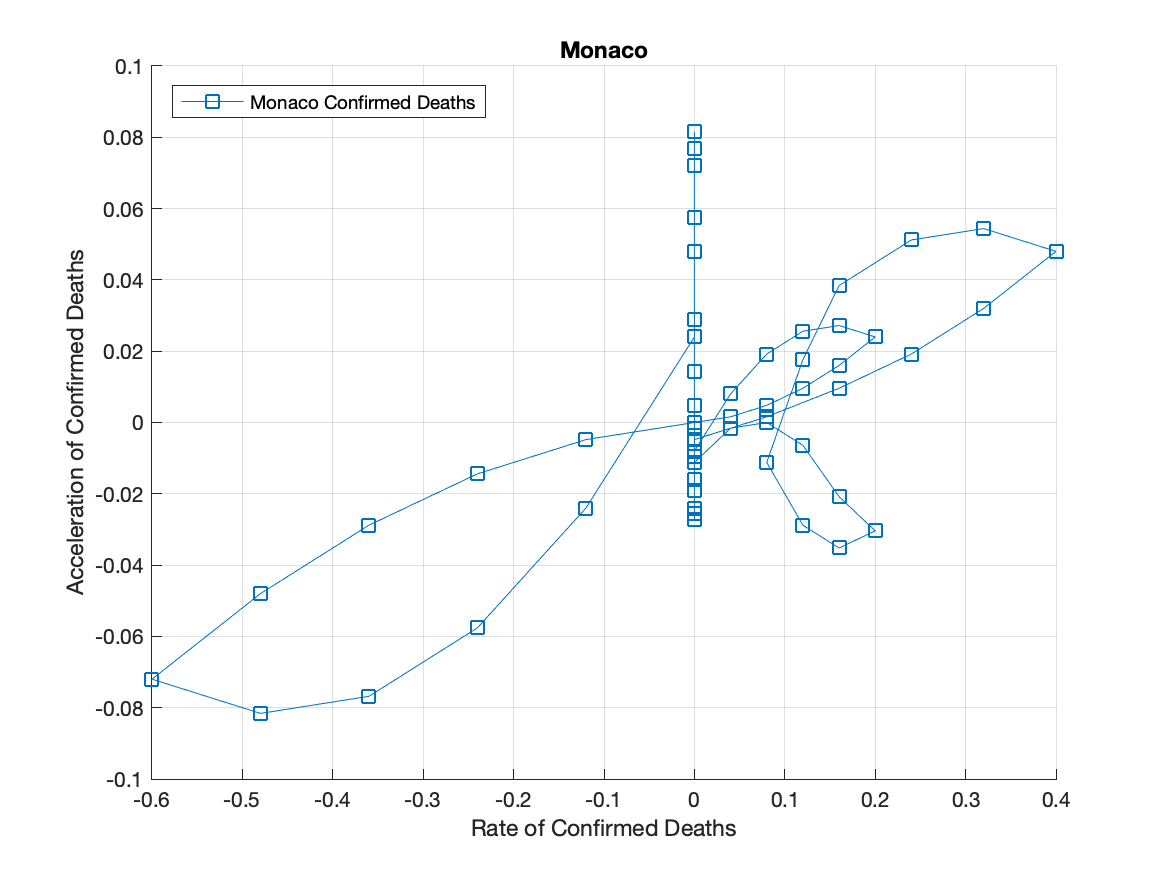 Monaco
Monaco Confirmed Deaths
0.1
0.08
0.06
0.04
0.02
0
-0.02
-0.04
-0.06
-0.08
-0.1
Acceleration of Confirmed Deaths
-0.6 -0.5 -0.4 -0.3 -0.2 -0.1 0 0.1 0.2 0.3 0.4
Rate of Confirmed Deaths